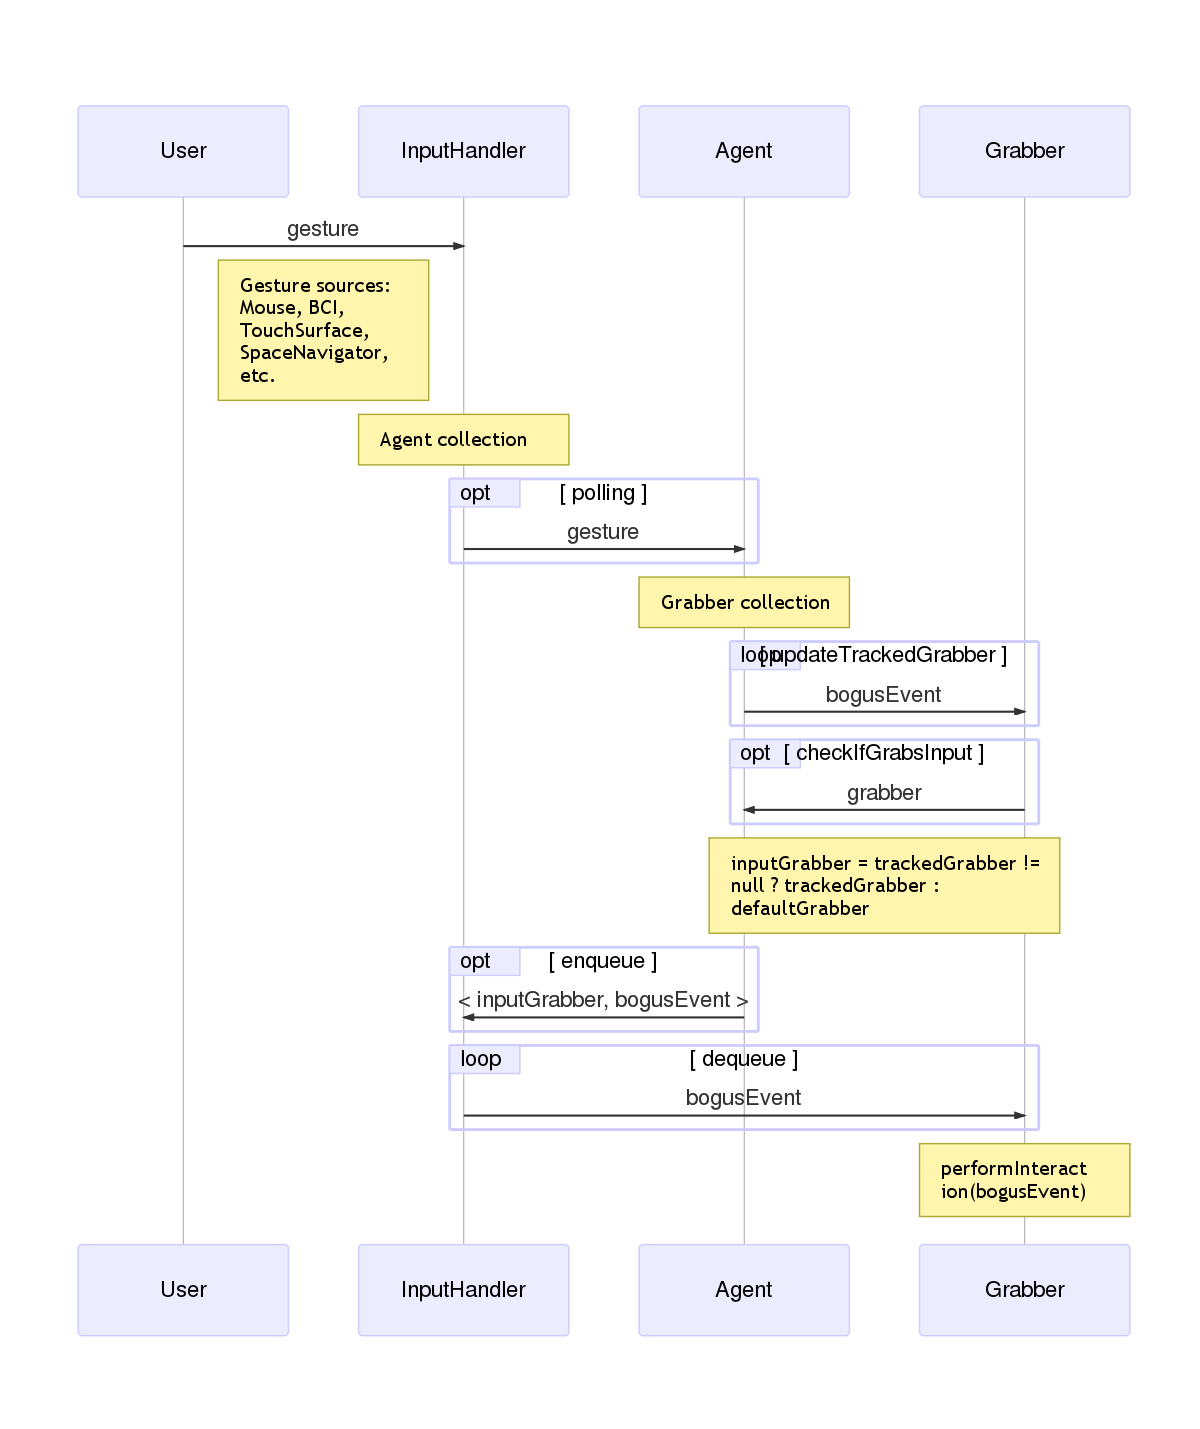 User
InputHandler
Agent
Grabber
gesture
Gesture sources:
Mouse, BCI,
TouchSurface,
SpaceNavigator,
etc.
Agent collection
opt
[ polling ]
gesture
Grabber collection
loop
[ updateTrackedGrabber ]
bogusEvent
opt
[ checkIfGrabsInput ]
grabber
inputGrabber = trackedGrabber !=
null ? trackedGrabber :
defaultGrabber
opt
[ enqueue ]
< inputGrabber, bogusEvent >
loop
[ dequeue ]
bogusEvent
performInteract
ion(bogusEvent)
User
InputHandler
Agent
Grabber